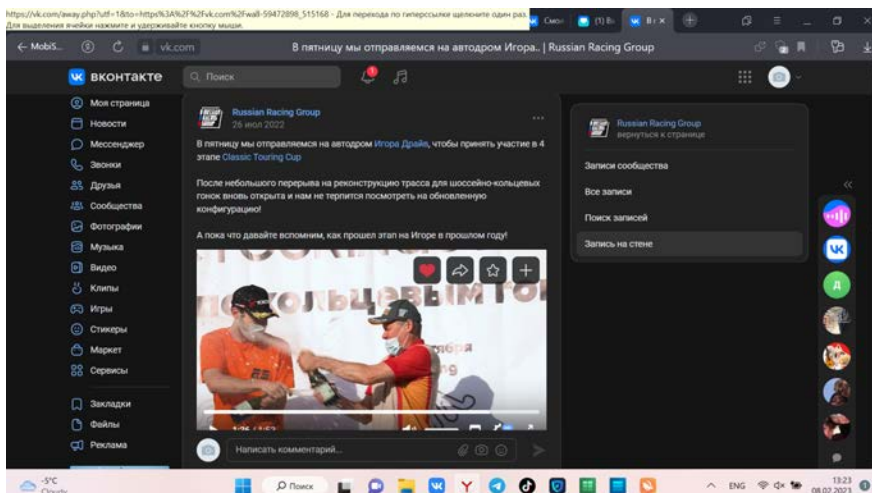 https://vk.com/away.php?utf=1&to=https%3A%2F%2Fvk.com%2Fwall-59472898_515168 - Для перехода по гиперссылке щелкните один раз.
Для выделения ячейки нажмите и удерживайте кнопку мыши.
vk.com
В пятницу мы отправляемся на автодром Игора.. | Russian Racing Group
вконтакте
Поиск
Моя страница
Новости
Мессенджер
Звонки
Друзья
Сообщества
Фотографии
Музыка
Видео
Клипы
Игры
Стикеры
Маркет
Сервисы
Закладки
Файлы
Реклама
Russian Racing Group
26 июл 2022
В пятницу мы отправляемся на автодром Игора Драйв, чтобы принять участие в 4
этапе Classic Touring Cup
После небольшого перерыва на реконструкцию трасса для шоссейно-кольцевых
гонок вновь открыта и нам не терпится посмотреть на обновленную
конфигурацию!
А пока что давайте вспомним, как прошел этап на Игоре в прошлом году!
Написать комментарий...
Russian Racing Group
вернуться к странице
Записи сообщества
Все записи
Поиск записей
Запись на стене
-5°C
Cloudy
Поиск
ENG
13:23
08.02.2023